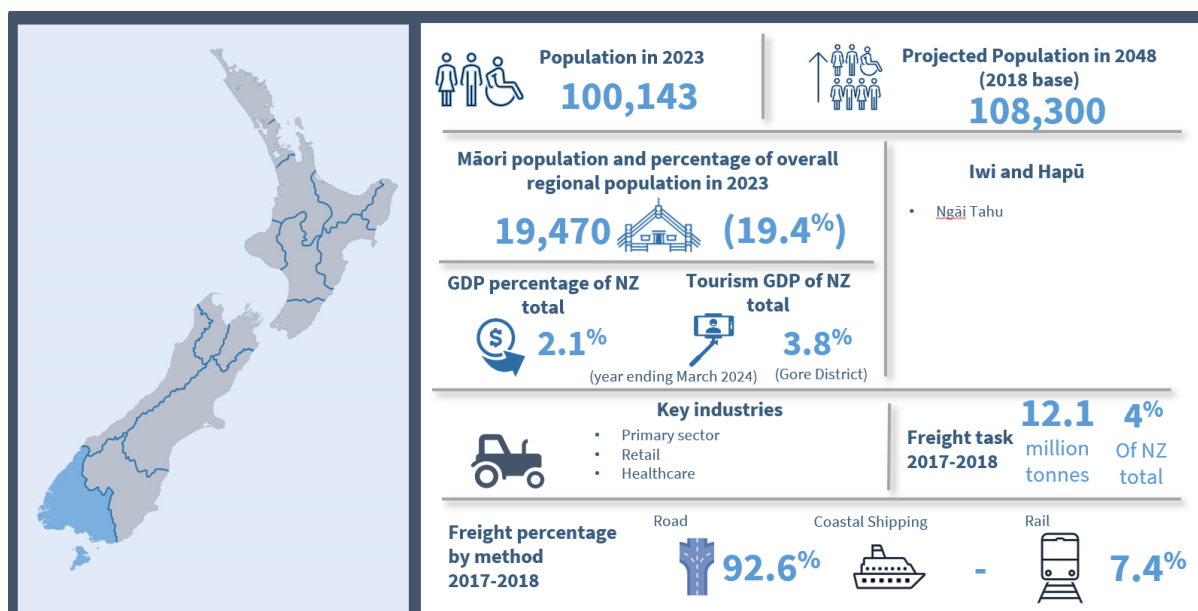 Population in 2023
100,143
Projected Population in 2048
(2018 base)
108,300
Māori population and percentage of overall
regional population in 2023
19,470
(19.4%)
Iwi and Hapū
• Ngāi Tahu
GDP percentage of NZ
total
$
2.1%
(year ending March 2024)
Tourism GDP of NZ
total
3.8%
(Gore District)
Key industries
• Primary sector
• Retail
• Healthcare
Freight task
2017-2018
12.1
million
tonnes
4%
Of NZ
total
Freight percentage
by method
2017-2018
Road
92.6%
Coastal Shipping
-
Rail
7.4%